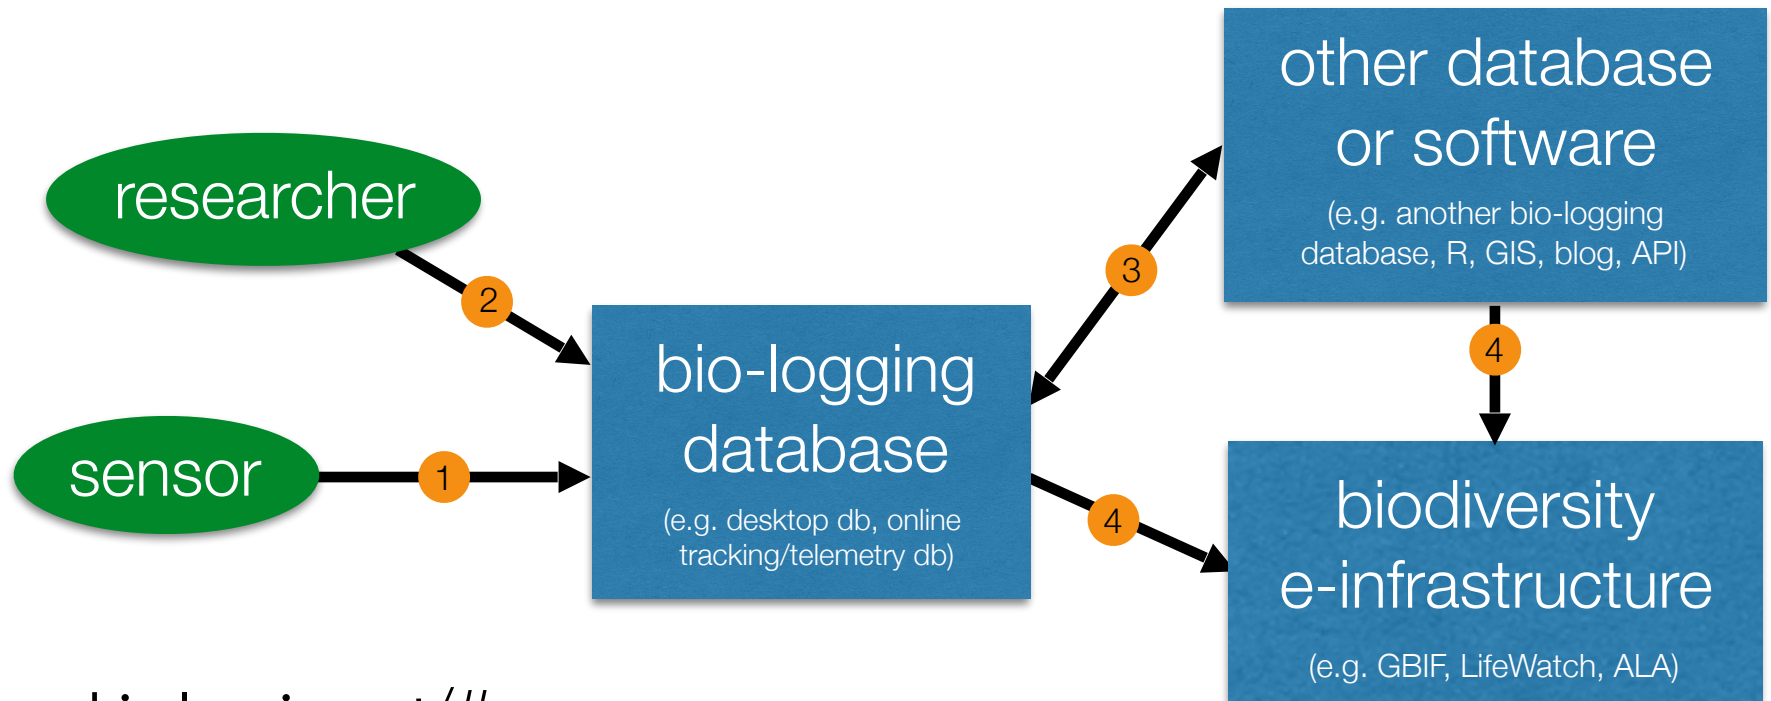 researcher
sensor
2
1
bio-logging
database
(e.g. desktop db, online
tracking/telemetry db)
3
4
other database
or software
(e.g. another bio-logging
database, R, GIS, blog, API)
4
biodiversity
e-infrastructure
(e.g. GBIF, LifeWatch, ALA)